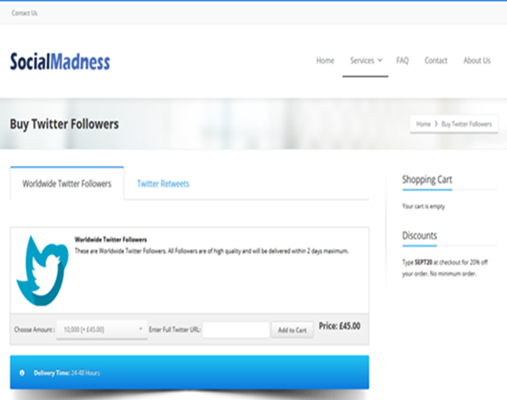 Contact Us
SocialMadness
Home Services FAQ Contact About Us
Buy Twitter Followers
Home > Buy Twitter Followers
Worldwide Twitter Followers
Twitter Retweets
Worldwide Twitter Followers
These are Worldwide Twitter Followers. All Followers are of high quality and will be delivered within 2 days maximum.
Choose Amount : 10,000 [+ £45.00] Enter Full Twitter URL: Add to Cart Price: £45.00
Delivery Time: 24-48 Hours
Shopping Cart
Your cart is empty
Discounts
Type SEPT20 at checkout for 20% off
your order. No minimum order.